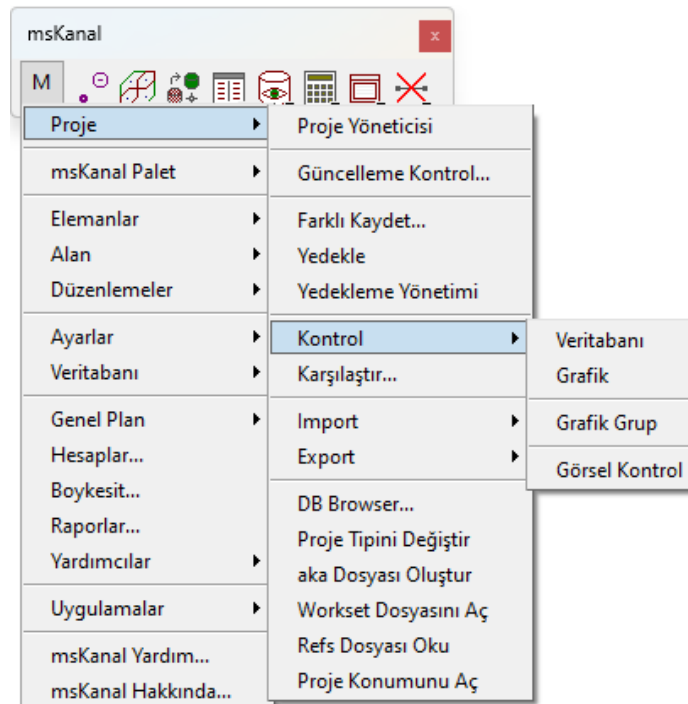 msKanal
x
M
Proje
msKanal Palet
Elemanlar
Alan
Düzenlemeler
Ayarlar
Veritabanı
Genel Plan
Hesaplar...
Boykesit...
Raporlar...
Yardımcılar
Uygulamalar
msKanal Yardım...
msKanal Hakkında...
Proje Yöneticisi
Güncelleme Kontrol...
Farklı Kaydet...
Yedekle
Yedekleme Yönetimi
Kontrol
Karşılaştır...
Import
Export
DB Browser...
Proje Tipini Değiştir
aka Dosyası Oluştur
Workset Dosyasını Aç
Refs Dosyası Oku
Proje Konumunu Aç
Veritabanı
Grafik
Grafik Grup
Görsel Kontrol